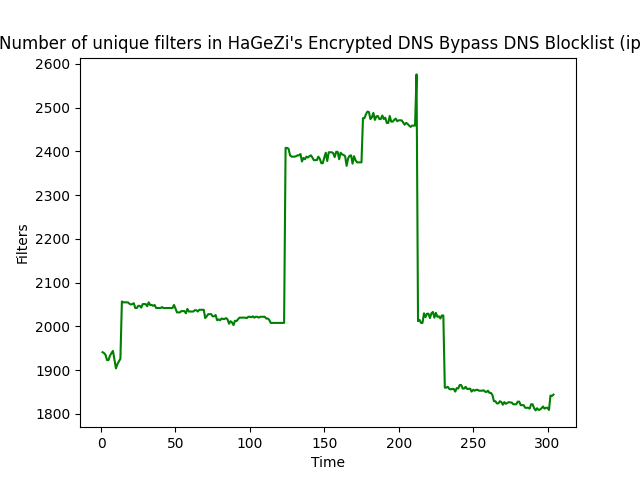 Number of unique filters in HaGeZi's Encrypted DNS Bypass DNS Blocklist (ip
2600
2500
2400
2300
2200
2100
2000
1900
1800
Filters
0 50 100 150 200 250 300
Time